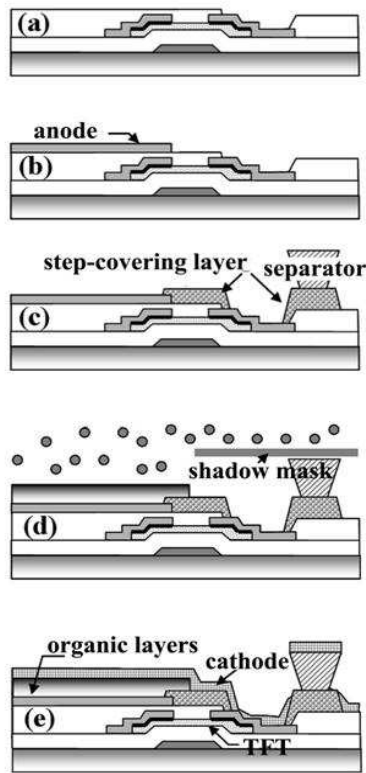 (a)
anode
(b)
step-covering layer
separator
(c)
shadow mask
(d)
organic layers
cathode
(e)
TFT